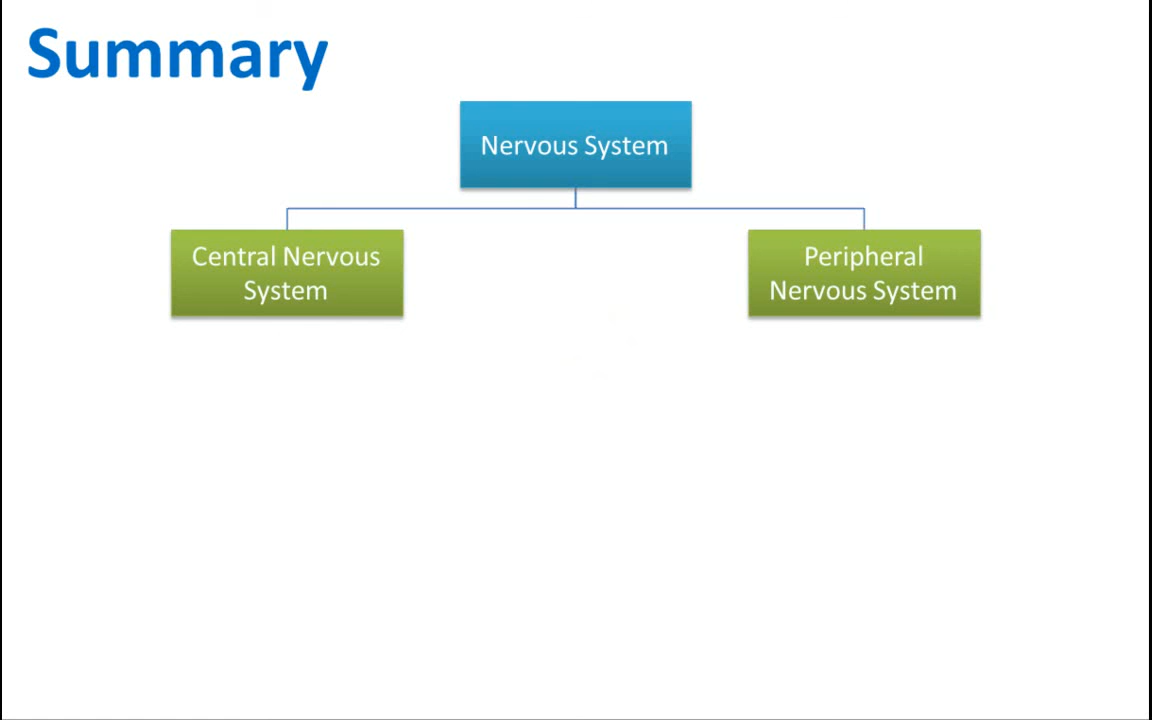 Summary
Nervous System
Central Nervous
System
Peripheral
Nervous System